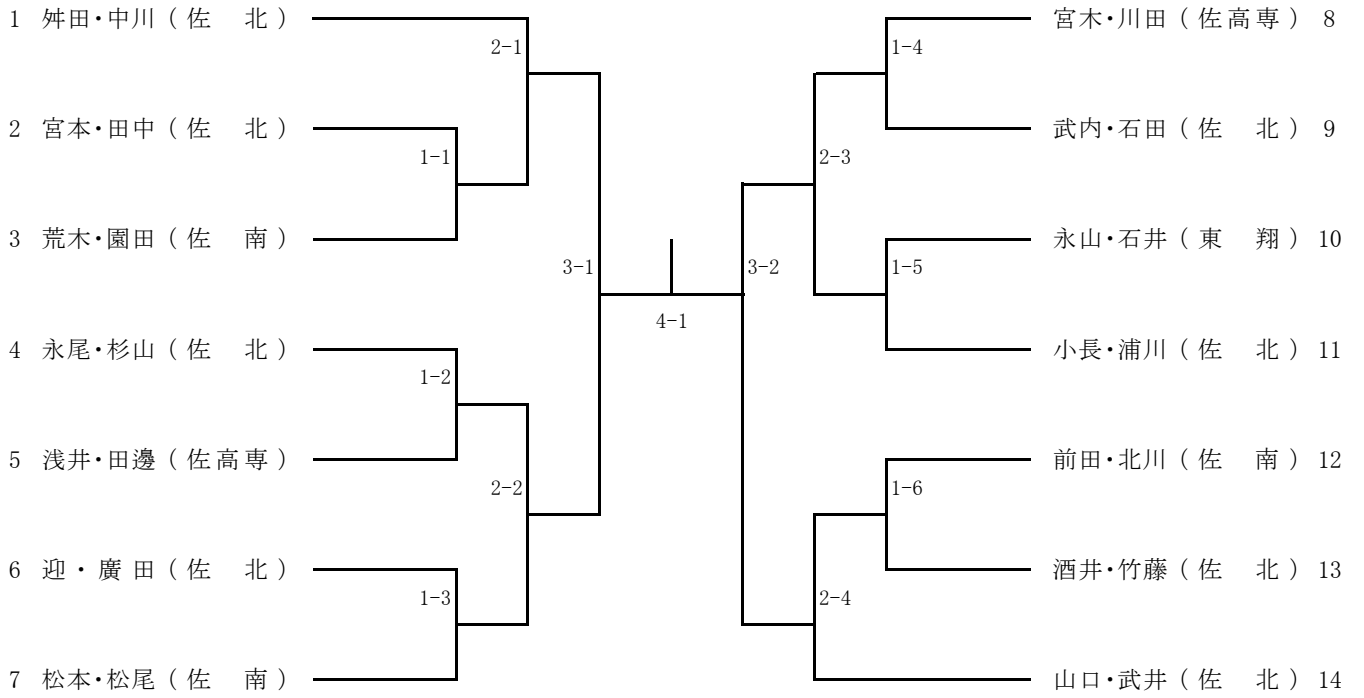 1 舛田・中川 ( 佐　北 )
2-1
2 宮本・田中 ( 佐　北 )
1-1
3 荒木・園田 ( 佐　南 )
3-1
4 永尾・杉山 ( 佐　北 )
1-2
5 浅井・田邊 ( 佐高専 )
2-2
6 迎・廣田 ( 佐　北 )
1-3
7 松本・松尾 ( 佐　南 )
4-1
宮木・川田 ( 佐高専 ) 8
1-4
武内・石田 ( 佐　北 ) 9
2-3
永山・石井 ( 東　翔 ) 10
3-2
1-5
小長・浦川 ( 佐　北 ) 11
前田・北川 ( 佐　南 ) 12
1-6
酒井・竹藤 ( 佐　北 ) 13
2-4
山口・武井 ( 佐　北 ) 14